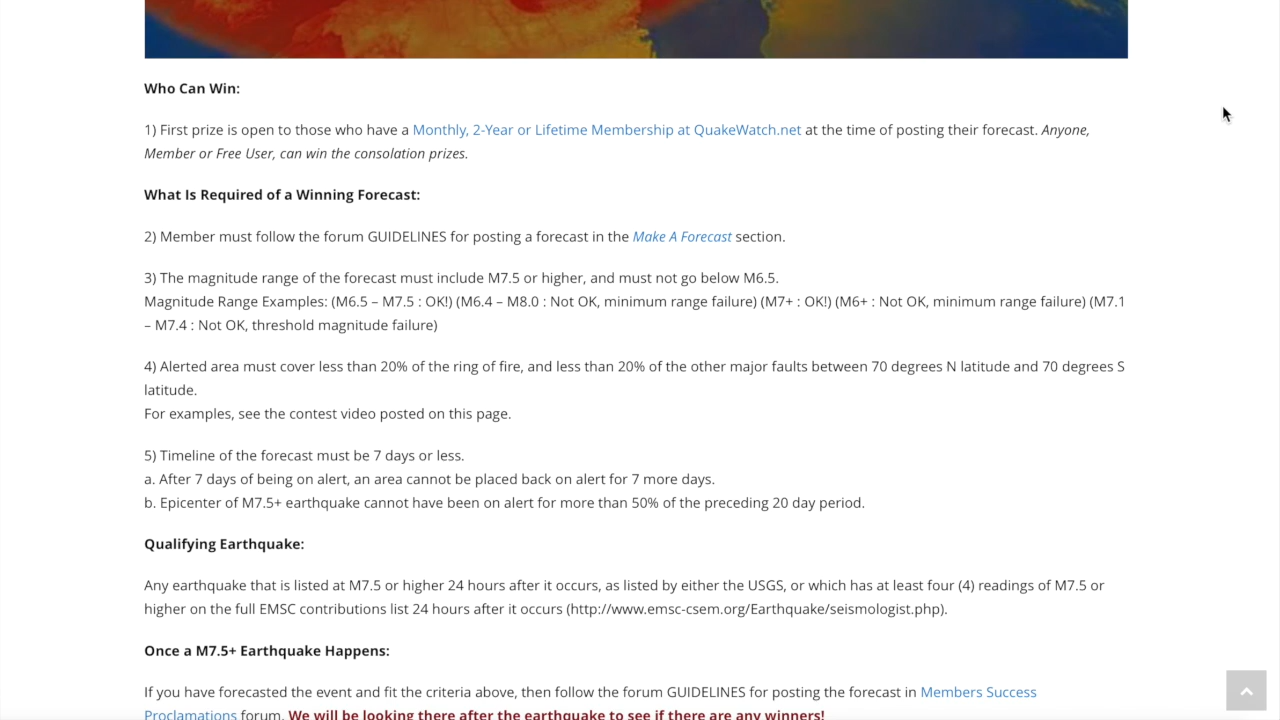 Who Can Win:
1) First prize is open to those who have a Monthly, 2-Year or Lifetime Membership at QuakeWatch.net at the time of posting their forecast. Anyone,
Member or Free User, can win the consolation prizes.
What Is Required of a Winning Forecast:
2) Member must follow the forum GUIDELINES for posting a forecast in the Make A Forecast section.
3) The magnitude range of the forecast must include M7.5 or higher, and must not go below M6.5.
Magnitude Range Examples: (M6.5 – M7.5 : OK!) (M6.4 – M8.0 : Not OK, minimum range failure) (M7+ : OK!) (M6+ : Not OK, minimum range failure) (M7.1
– M7.4 : Not OK, threshold magnitude failure)
4) Alerted area must cover less than 20% of the ring of fire, and less than 20% of the other major faults between 70 degrees N latitude and 70 degrees S
latitude.
For examples, see the contest video posted on this page.
5) Timeline of the forecast must be 7 days or less.
a. After 7 days of being on alert, an area cannot be placed back on alert for 7 more days.
b. Epicenter of M7.5+ earthquake cannot have been on alert for more than 50% of the preceding 20 day period.
Qualifying Earthquake:
Any earthquake that is listed at M7.5 or higher 24 hours after it occurs, as listed by either the USGS, or which has at least four (4) readings of M7.5 or
higher on the full EMSC contributions list 24 hours after it occurs (http://www.emsc-csem.org/Earthquake/seismologist.php).
Once a M7.5+ Earthquake Happens:
If you have forecasted the event and fit the criteria above, then follow the forum GUIDELINES for posting the forecast in Members Success
Proclamations forum. We will be looking there after the earthquake to see if there are any winners!